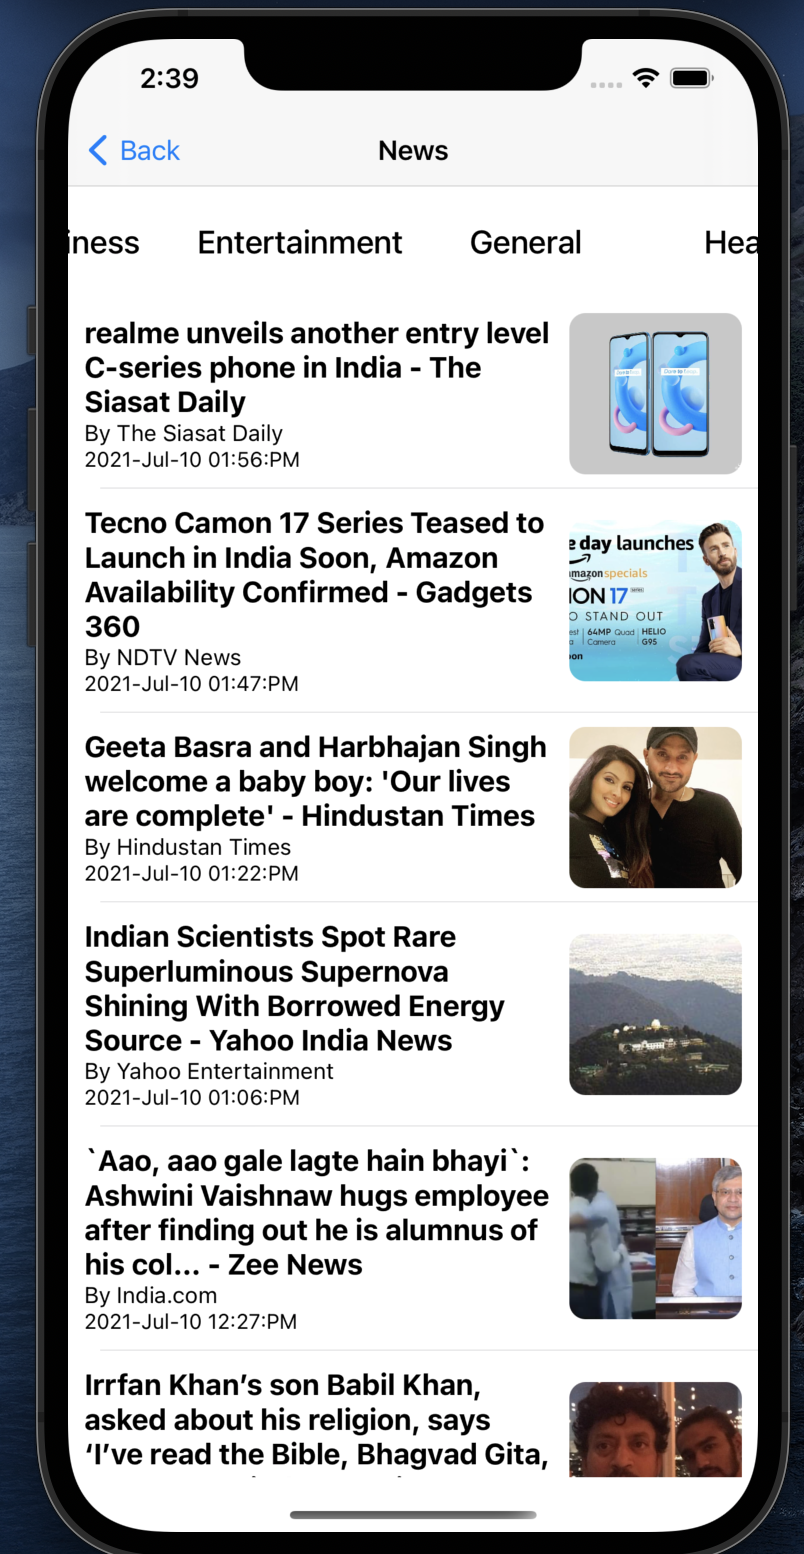 2:39
Back
News
iness Entertainment General Hea
realme unveils another entry level
C-series phone in India - The
Siasat Daily
By The Siasat Daily
2021-Jul-10 01:56:PM
Tecno Camon 17 Series Teased to
Launch in India Soon, Amazon
Availability Confirmed - Gadgets
360
By NDTV News
2021-Jul-10 01:47:PM
e day launches
mazonspecials
ION 17
O STAND OUT
64MP Quad
Camera
HELIO
G95
Geeta Basra and Harbhajan Singh
welcome a baby boy: 'Our lives
are complete' - Hindustan Times
By Hindustan Times
2021-Jul-10 01:22:PM
Indian Scientists Spot Rare
Superluminous Supernova
Shining With Borrowed Energy
Source - Yahoo India News
By Yahoo Entertainment
2021-Jul-10 01:06:PM
`Aao, aao gale lagte hain bhayi`:
Ashwini Vaishnaw hugs employee
after finding out he is alumnus of
his col... - Zee News
By India.com
2021-Jul-10 12:27:PM
Irrfan Khan’s son Babil Khan,
asked about his religion, says
‘I’ve read the Bible, Bhagvad Gita,